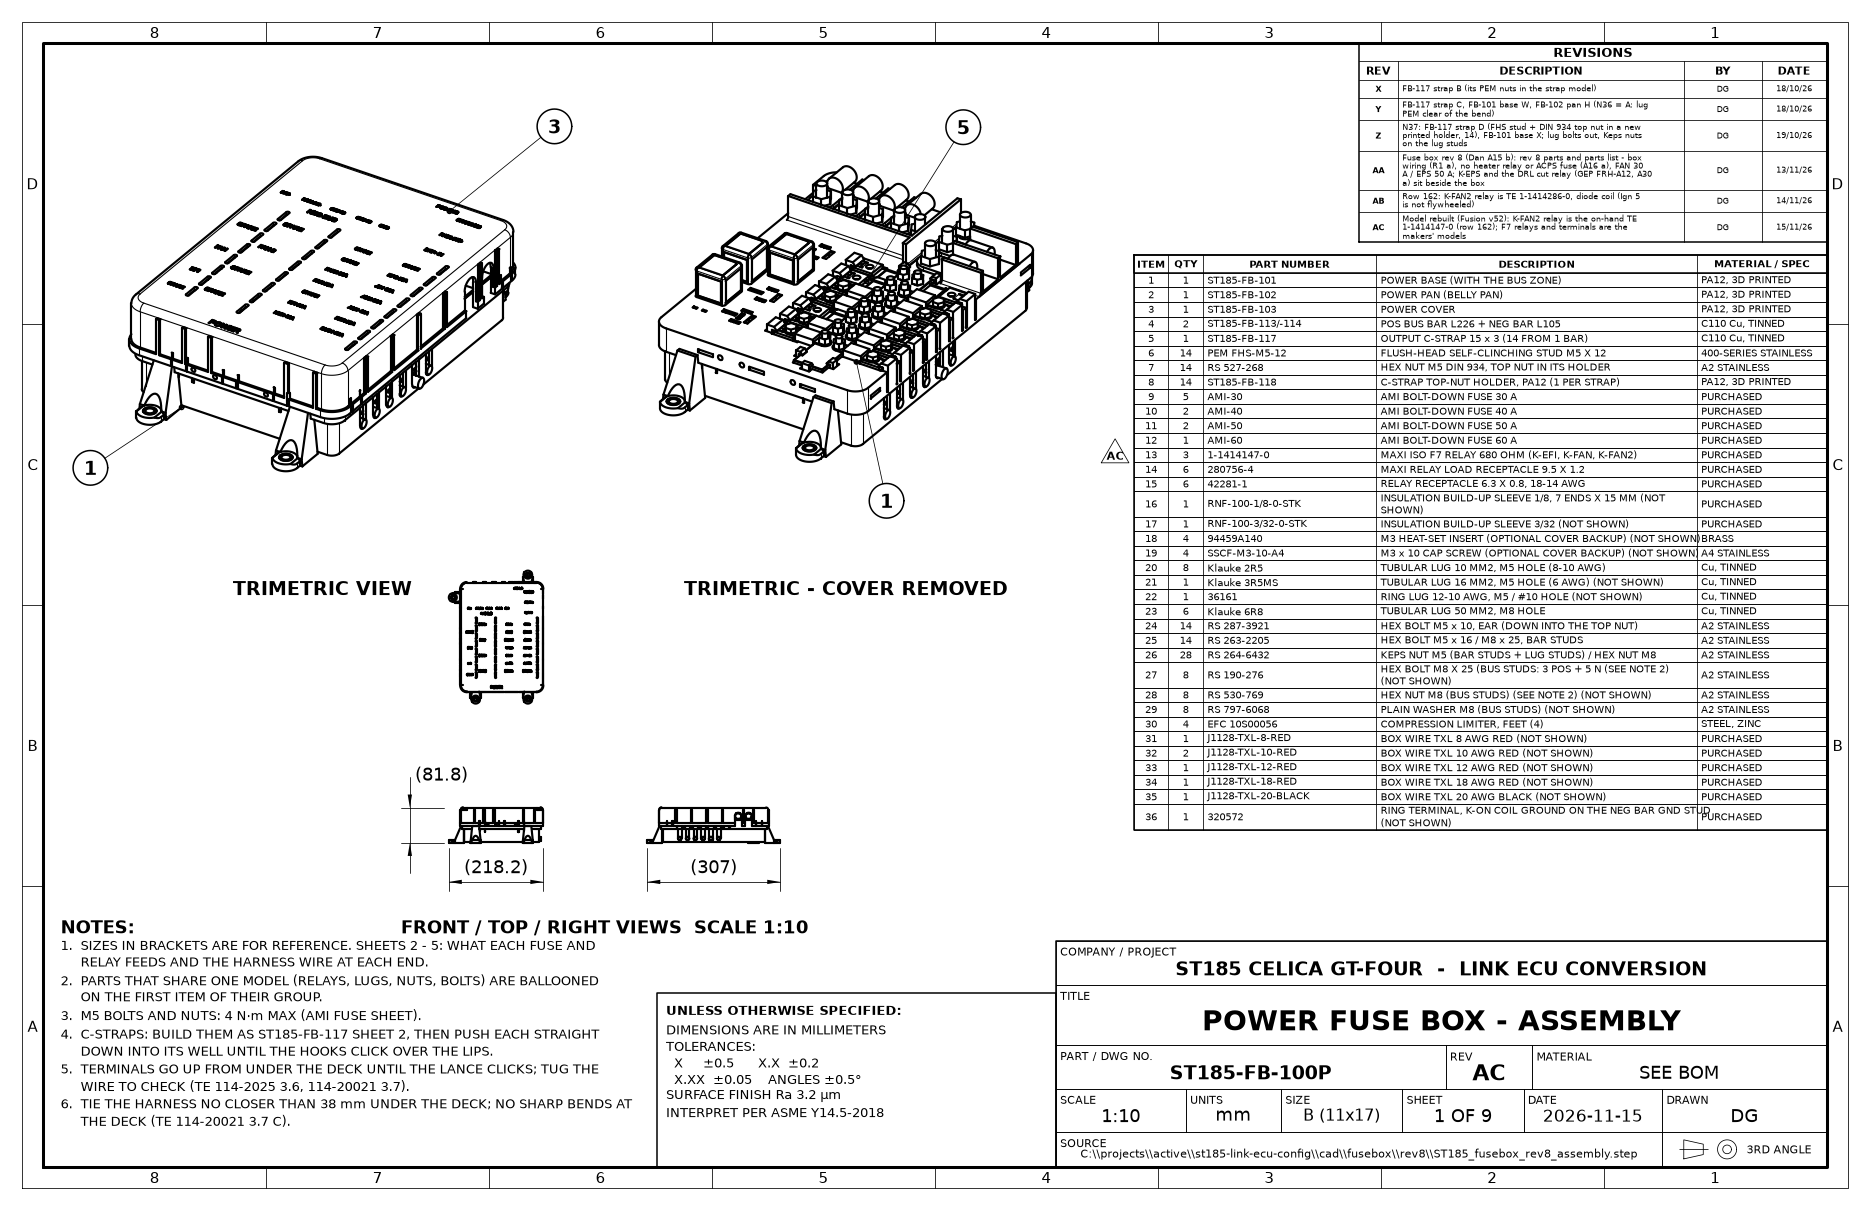 8 7 6 5 4 3 2 1
REVISIONS
REV DESCRIPTION BY DATE
X FB-117 strap B (its PEM nuts in the strap model) DG 18/10/26
Y FB-117 strap C, FB-101 base W, FB-102 pan H (N36 = A: lug
PEM clear of the bend) DG 18/10/26
Z N37: FB-117 strap D (FHS stud + DIN 934 top nut in a new
printed holder, 14), FB-101 base X; lug bolts out, Keps nuts
on the lug studs DG 19/10/26
AA Fuse box rev 8 (Dan A15 b): rev 8 parts and parts list - box
wiring (R1 a), no heater relay or ACPS fuse (A16 a), FAN 30
A / EPS 50 A; K-EPS and the DRL cut relay (GEP FRH-A12, A30
a) sit beside the box DG 13/11/26
AB Row 162: K-FAN2 relay is TE 1-1414286-0, diode coil (Ign 5
is not flywheeled) DG 14/11/26
AC Model rebuilt (Fusion v52): K-FAN2 relay is the on-hand TE
1-1414147-0 (row 162); F7 relays and terminals are the
makers' models DG 15/11/26
D D
3
5
1
1
C C
AC
ITEM QTY PART NUMBER DESCRIPTION MATERIAL / SPEC
1 1 ST185-FB-101 POWER BASE (WITH THE BUS ZONE) PA12, 3D PRINTED
2 1 ST185-FB-102 POWER PAN (BELLY PAN) PA12, 3D PRINTED
3 1 ST185-FB-103 POWER COVER PA12, 3D PRINTED
4 2 ST185-FB-113/-114 POS BUS BAR L226 + NEG BAR L105 C110 Cu, TINNED
5 1 ST185-FB-117 OUTPUT C-STRAP 15 x 3 (14 FROM 1 BAR) C110 Cu, TINNED
6 14 PEM FHS-M5-12 FLUSH-HEAD SELF-CLINCHING STUD M5 X 12 400-SERIES STAINLESS
7 14 RS 527-268 HEX NUT M5 DIN 934, TOP NUT IN ITS HOLDER A2 STAINLESS
8 14 ST185-FB-118 C-STRAP TOP-NUT HOLDER, PA12 (1 PER STRAP) PA12, 3D PRINTED
9 5 AMI-30 AMI BOLT-DOWN FUSE 30 A PURCHASED
10 2 AMI-40 AMI BOLT-DOWN FUSE 40 A PURCHASED
11 2 AMI-50 AMI BOLT-DOWN FUSE 50 A PURCHASED
12 1 AMI-60 AMI BOLT-DOWN FUSE 60 A PURCHASED
13 3 1-1414147-0 MAXI ISO F7 RELAY 680 OHM (K-EFI, K-FAN, K-FAN2) PURCHASED
14 6 280756-4 MAXI RELAY LOAD RECEPTACLE 9.5 X 1.2 PURCHASED
15 6 42281-1 RELAY RECEPTACLE 6.3 X 0.8, 18-14 AWG PURCHASED
16 1 RNF-100-1/8-0-STK INSULATION BUILD-UP SLEEVE 1/8, 7 ENDS X 15 MM (NOT
SHOWN) PURCHASED
17 1 RNF-100-3/32-0-STK INSULATION BUILD-UP SLEEVE 3/32 (NOT SHOWN) PURCHASED
18 4 94459A140 M3 HEAT-SET INSERT (OPTIONAL COVER BACKUP) (NOT SHOWN) BRASS
19 4 SSCF-M3-10-A4 M3 x 10 CAP SCREW (OPTIONAL COVER BACKUP) (NOT SHOWN) A4 STAINLESS
20 8 Klauke 2R5 TUBULAR LUG 10 MM2, M5 HOLE (8-10 AWG) Cu, TINNED
21 1 Klauke 3R5MS TUBULAR LUG 16 MM2, M5 HOLE (6 AWG) (NOT SHOWN) Cu, TINNED
22 1 36161 RING LUG 12-10 AWG, M5 / #10 HOLE (NOT SHOWN) Cu, TINNED
23 6 Klauke 6R8 TUBULAR LUG 50 MM2, M8 HOLE Cu, TINNED
24 14 RS 287-3921 HEX BOLT M5 x 10, EAR (DOWN INTO THE TOP NUT) A2 STAINLESS
25 14 RS 263-2205 HEX BOLT M5 x 16 / M8 x 25, BAR STUDS A2 STAINLESS
26 28 RS 264-6432 KEPS NUT M5 (BAR STUDS + LUG STUDS) / HEX NUT M8 A2 STAINLESS
27 8 RS 190-276 HEX BOLT M8 X 25 (BUS STUDS: 3 POS + 5 N (SEE NOTE 2)
(NOT SHOWN) A2 STAINLESS
28 8 RS 530-769 HEX NUT M8 (BUS STUDS) (SEE NOTE 2) (NOT SHOWN) A2 STAINLESS
29 8 RS 797-6068 PLAIN WASHER M8 (BUS STUDS) (NOT SHOWN) A2 STAINLESS
30 4 EFC 10S00056 COMPRESSION LIMITER, FEET (4) STEEL, ZINC
31 1 J1128-TXL-8-RED BOX WIRE TXL 8 AWG RED (NOT SHOWN) PURCHASED
32 2 J1128-TXL-10-RED BOX WIRE TXL 10 AWG RED (NOT SHOWN) PURCHASED
33 1 J1128-TXL-12-RED BOX WIRE TXL 12 AWG RED (NOT SHOWN) PURCHASED
34 1 J1128-TXL-18-RED BOX WIRE TXL 18 AWG RED (NOT SHOWN) PURCHASED
35 1 J1128-TXL-20-BLACK BOX WIRE TXL 20 AWG BLACK (NOT SHOWN) PURCHASED
36 1 320572 RING TERMINAL, K-ON COIL GROUND ON THE NEG BAR GND STUD
(NOT SHOWN) PURCHASED
TRIMETRIC VIEW
TRIMETRIC - COVER REMOVED
B B
(81.8)
(218.2)
(307)
FRONT / TOP / RIGHT VIEWS SCALE 1:10
NOTES:
1. SIZES IN BRACKETS ARE FOR REFERENCE. SHEETS 2 - 5: WHAT EACH FUSE AND
RELAY FEEDS AND THE HARNESS WIRE AT EACH END.
2. PARTS THAT SHARE ONE MODEL (RELAYS, LUGS, NUTS, BOLTS) ARE BALLOONED
ON THE FIRST ITEM OF THEIR GROUP.
3. M5 BOLTS AND NUTS: 4 N·m MAX (AMI FUSE SHEET).
4. C-STRAPS: BUILD THEM AS ST185-FB-117 SHEET 2, THEN PUSH EACH STRAIGHT
DOWN INTO ITS WELL UNTIL THE HOOKS CLICK OVER THE LIPS.
5. TERMINALS GO UP FROM UNDER THE DECK UNTIL THE LANCE CLICKS; TUG THE
WIRE TO CHECK (TE 114-2025 3.6, 114-20021 3.7).
6. TIE THE HARNESS NO CLOSER THAN 38 mm UNDER THE DECK; NO SHARP BENDS AT
THE DECK (TE 114-20021 3.7 C).
A A
UNLESS OTHERWISE SPECIFIED:
DIMENSIONS ARE IN MILLIMETERS
TOLERANCES:
X ±0.5 X.X ±0.2
X.XX ±0.05 ANGLES ±0.5°
SURFACE FINISH Ra 3.2 µm
INTERPRET PER ASME Y14.5-2018
COMPANY / PROJECT
ST185 CELICA GT-FOUR - LINK ECU CONVERSION
TITLE
POWER FUSE BOX - ASSEMBLY
PART / DWG NO. REV MATERIAL
ST185-FB-100P AC SEE BOM
SCALE UNITS SIZE SHEET DATE DRAWN
1:10 mm B (11x17) 1 OF 9 2026-11-15 DG
SOURCE
C:\\projects\\active\\st185-link-ecu-config\\cad\\fusebox\\rev8\\ST185_fusebox_rev8_assembly.step
3RD ANGLE
8 7 6 5 4 3 2 1